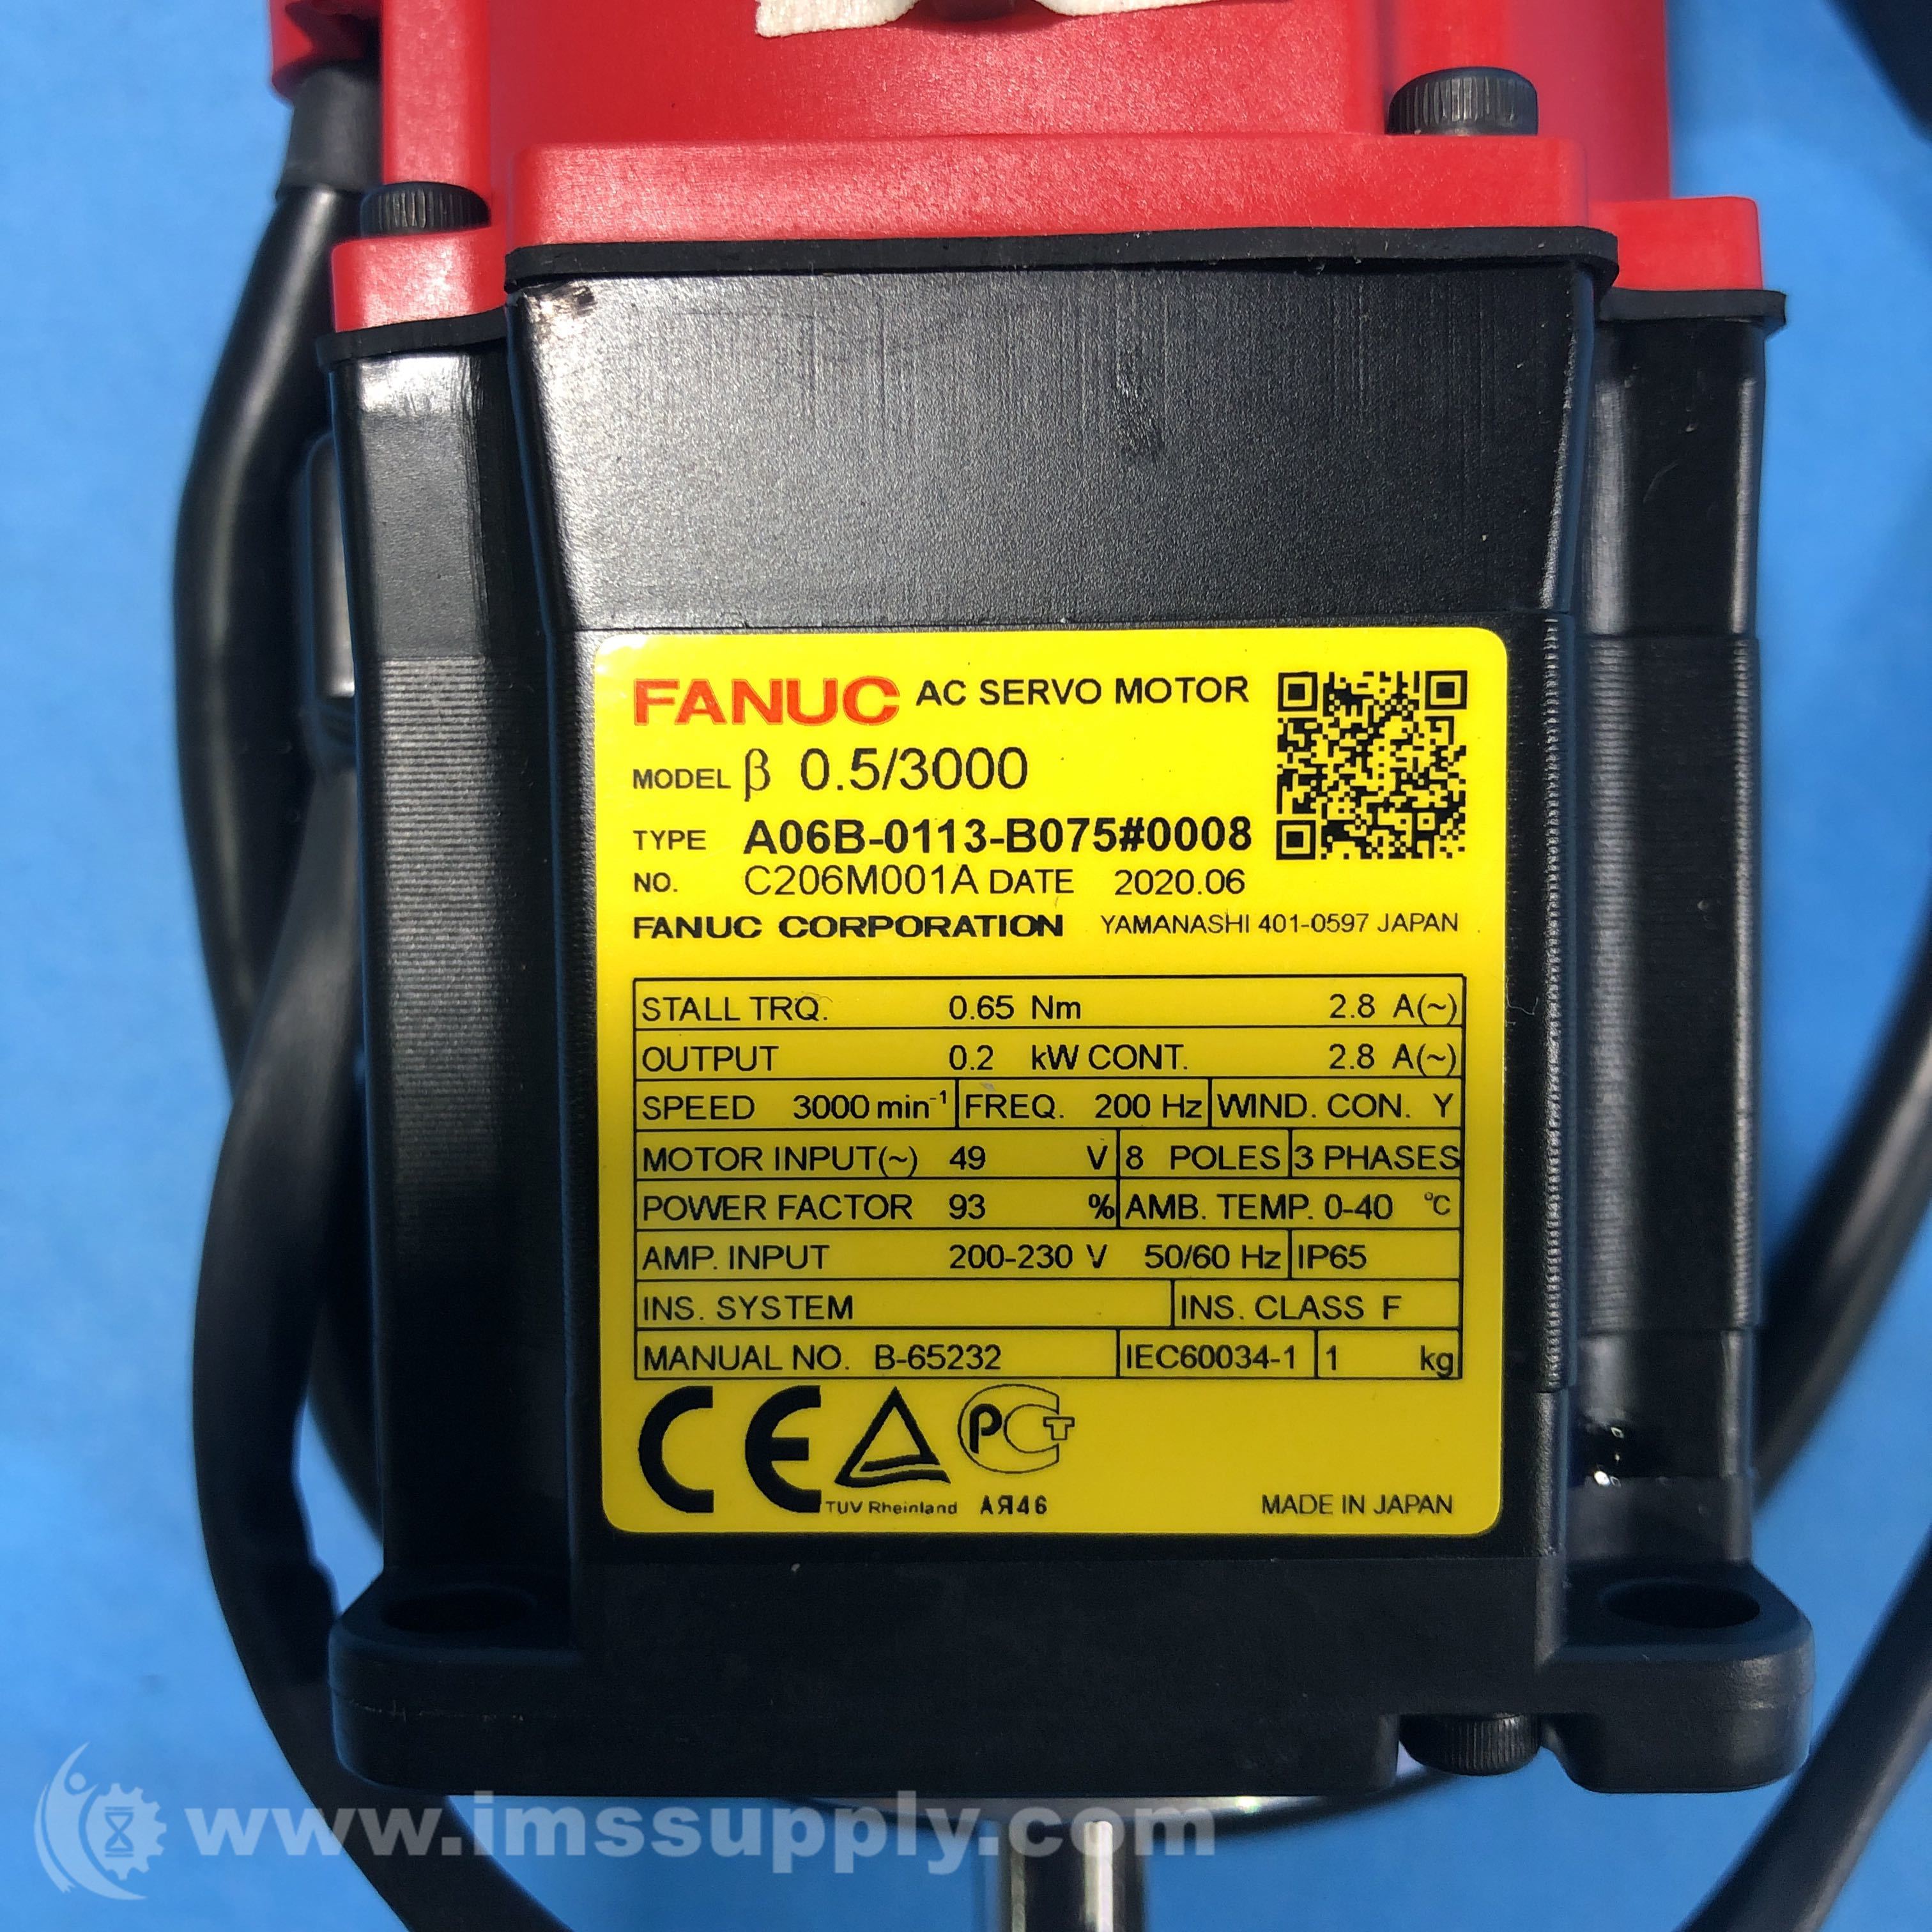 FANUC AC SERVO MOTOR
MODEL β 0.5/3000
TYPE A06B-0113-B075#0008
NO. C206M001A DATE 2020.06
FANUC CORPORATION YAMANASHI 401-0597 JAPAN
STALL TRQ. 0.65 Nm 2.8 A(~)
OUTPUT 0.2 kW CONT. 2.8 A(~)
SPEED 3000 min⁻¹ FREQ. 200 Hz WIND. CON. Y
MOTOR INPUT(~) 49 V 8 POLES 3 PHASES
POWER FACTOR 93 % AMB. TEMP. 0-40 °C
AMP. INPUT 200-230 V 50/60 Hz IP65
INS. SYSTEM INS. CLASS F
MANUAL NO. B-65232 IEC60034-1 1 kg
CE PCT
TUV Rheinland АЯ46 MADE IN JAPAN
www.imssupply.com